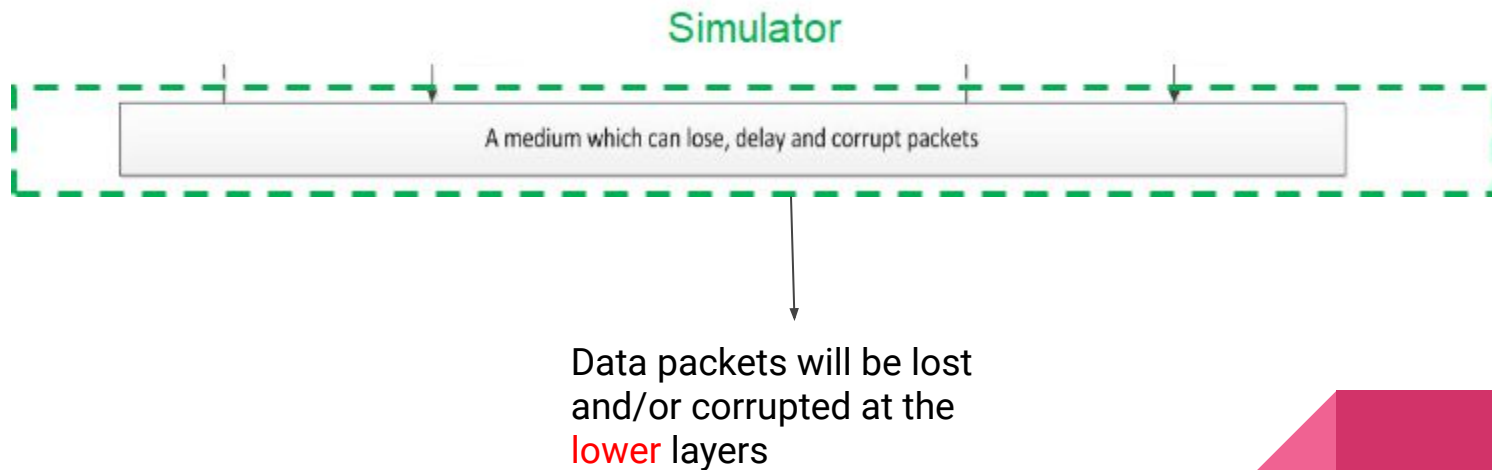 Simulator
A medium which can lose, delay and corrupt packets
Data packets will be lost
and/or corrupted at the
lower layers